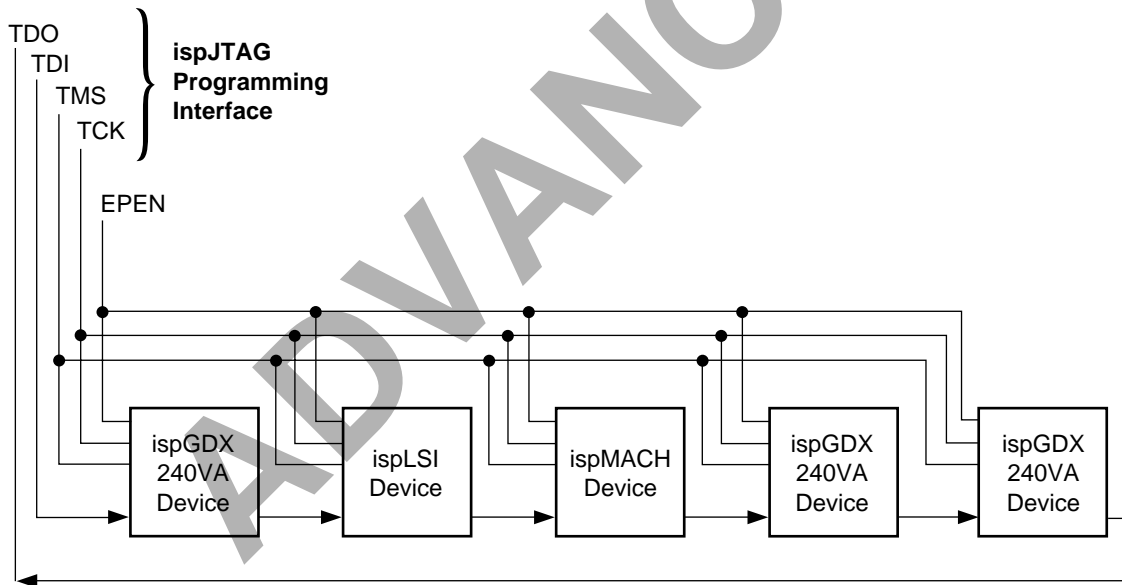 TDO
TDI
TMS
TCK
ispJTAG
Programming
Interface
EPEN
ADVANC
ispGDX
240VA
Device
ispLSI
Device
ispMACH
Device
ispGDX
240VA
Device
ispGDX
240VA
Device